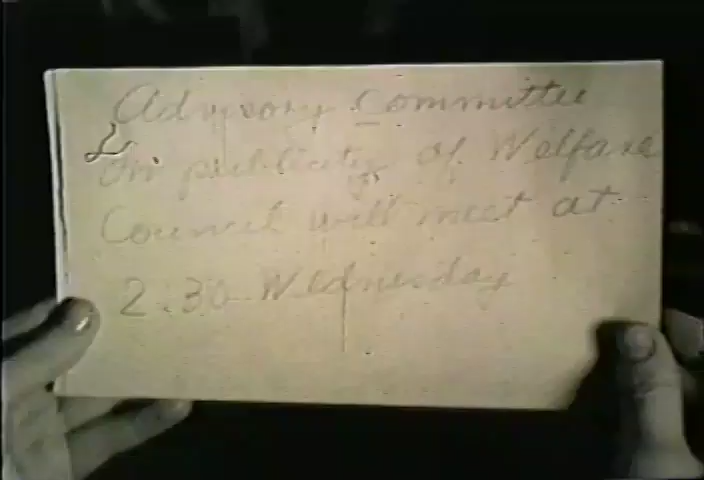 Advisory Committee
on publicity of Welfare
Council will meet at
2:30 Wednesday